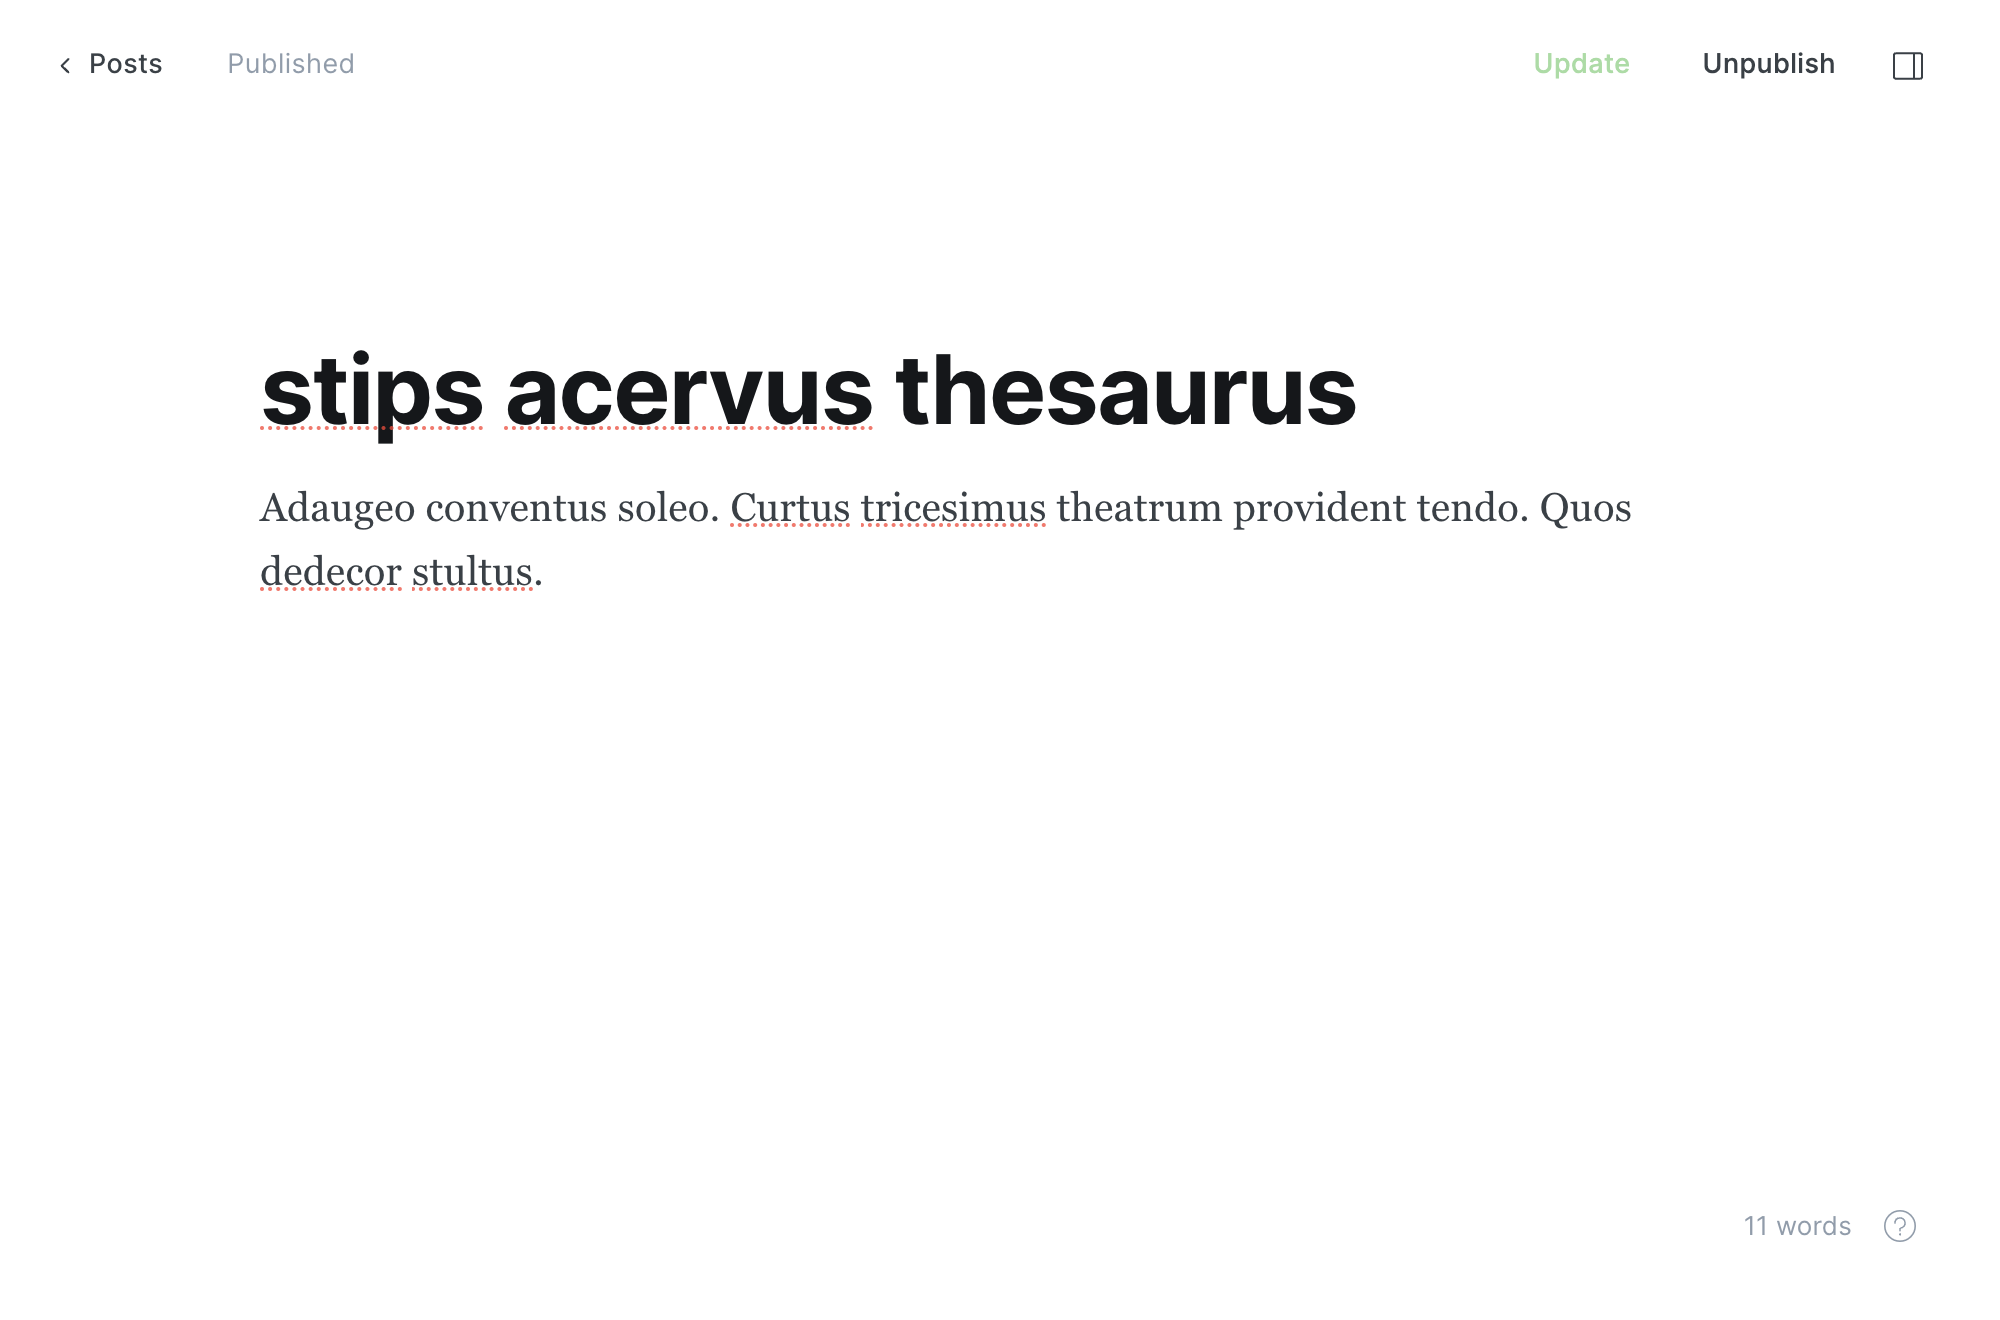 Posts
Published
Update
Unpublish
stips acervus thesaurus
Adaugeo conventus soleo. Curtus tricesimus theatrum provident tendo. Quos
dedecor stultus.
11 words
?